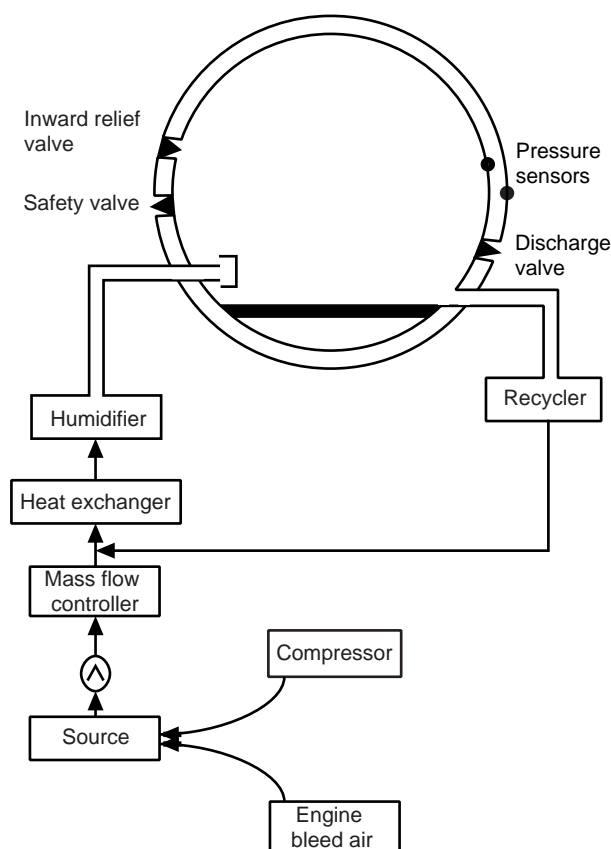 Inward relief
valve
Safety valve
Pressure
sensors
Discharge
valve
Humidifier
Recycler
Heat exchanger
Mass flow
controller
Compressor
Source
Engine
bleed air